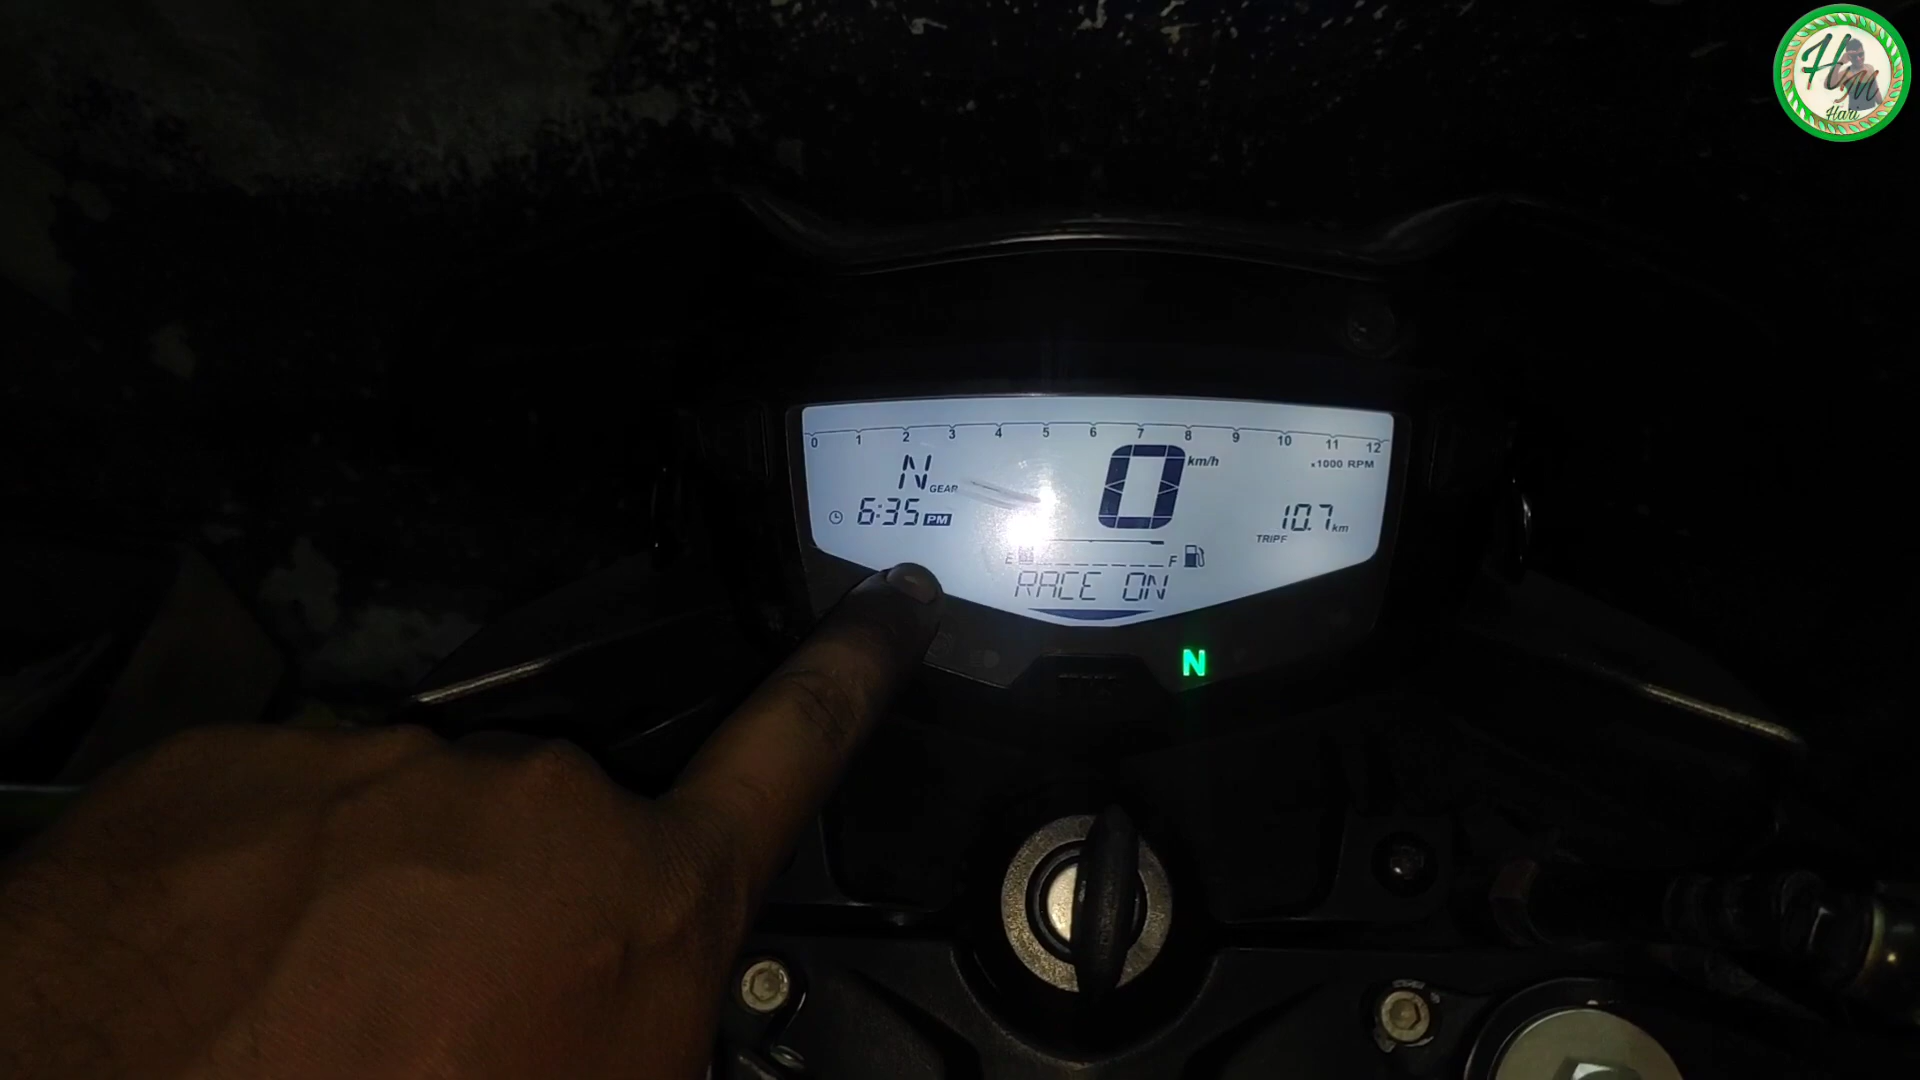 HM
Hari
0 1 2 3 4 5 6 7 8 9 10 11 12
x1000 RPM
N GEAR
0 km/h
6:35 PM
10.7 km
TRIP F
E F
RACE ON
N